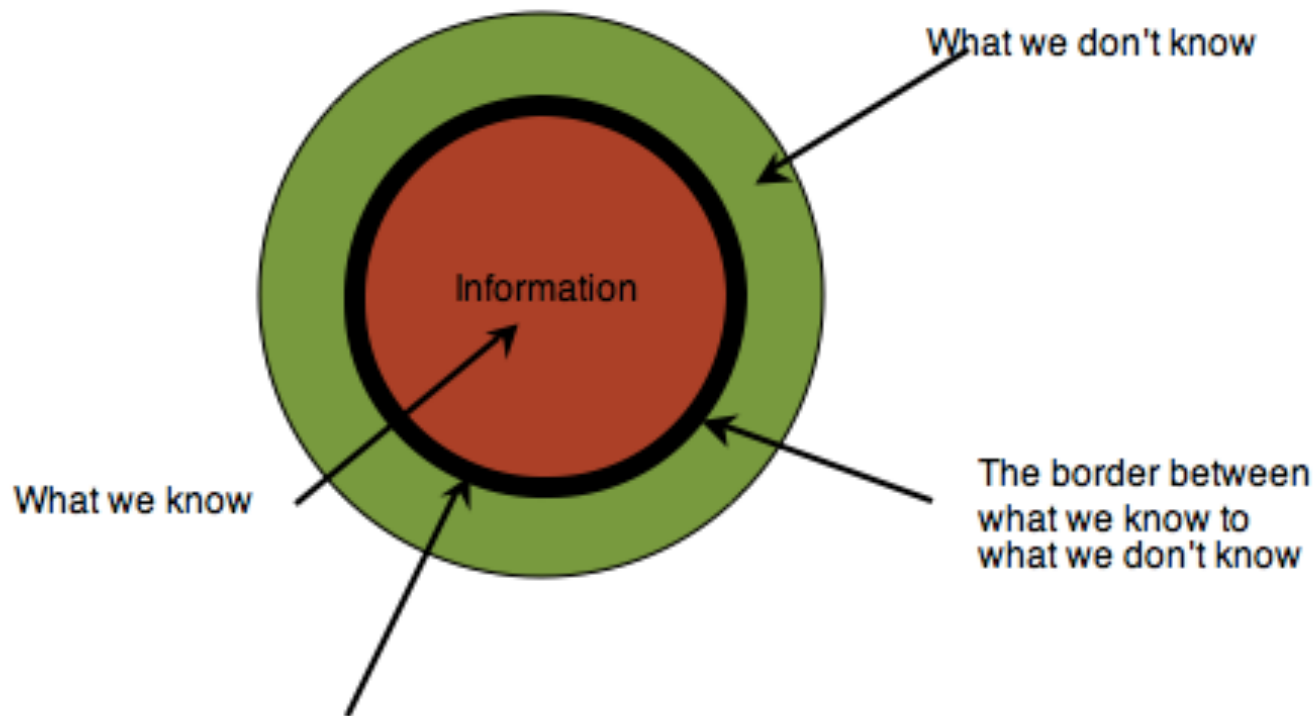 What we don't know
Information
What we know
The border between
what we know to
what we don't know